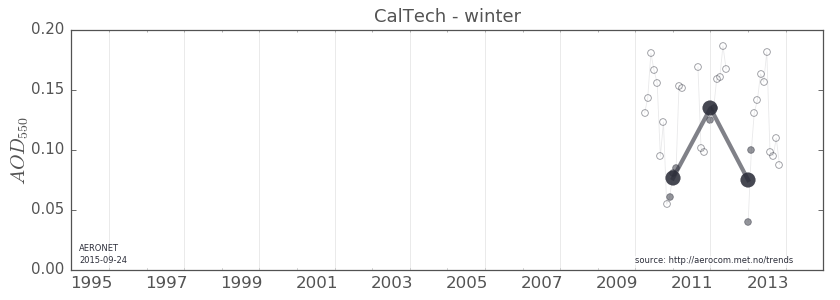 CalTech - winter
0.20
0.15
0.10
0.05
0.00
AOD550
AERONET
2015-09-24
source: http://aerocom.met.no/trends
1995 1997 1999 2001 2003 2005 2007 2009 2011 2013